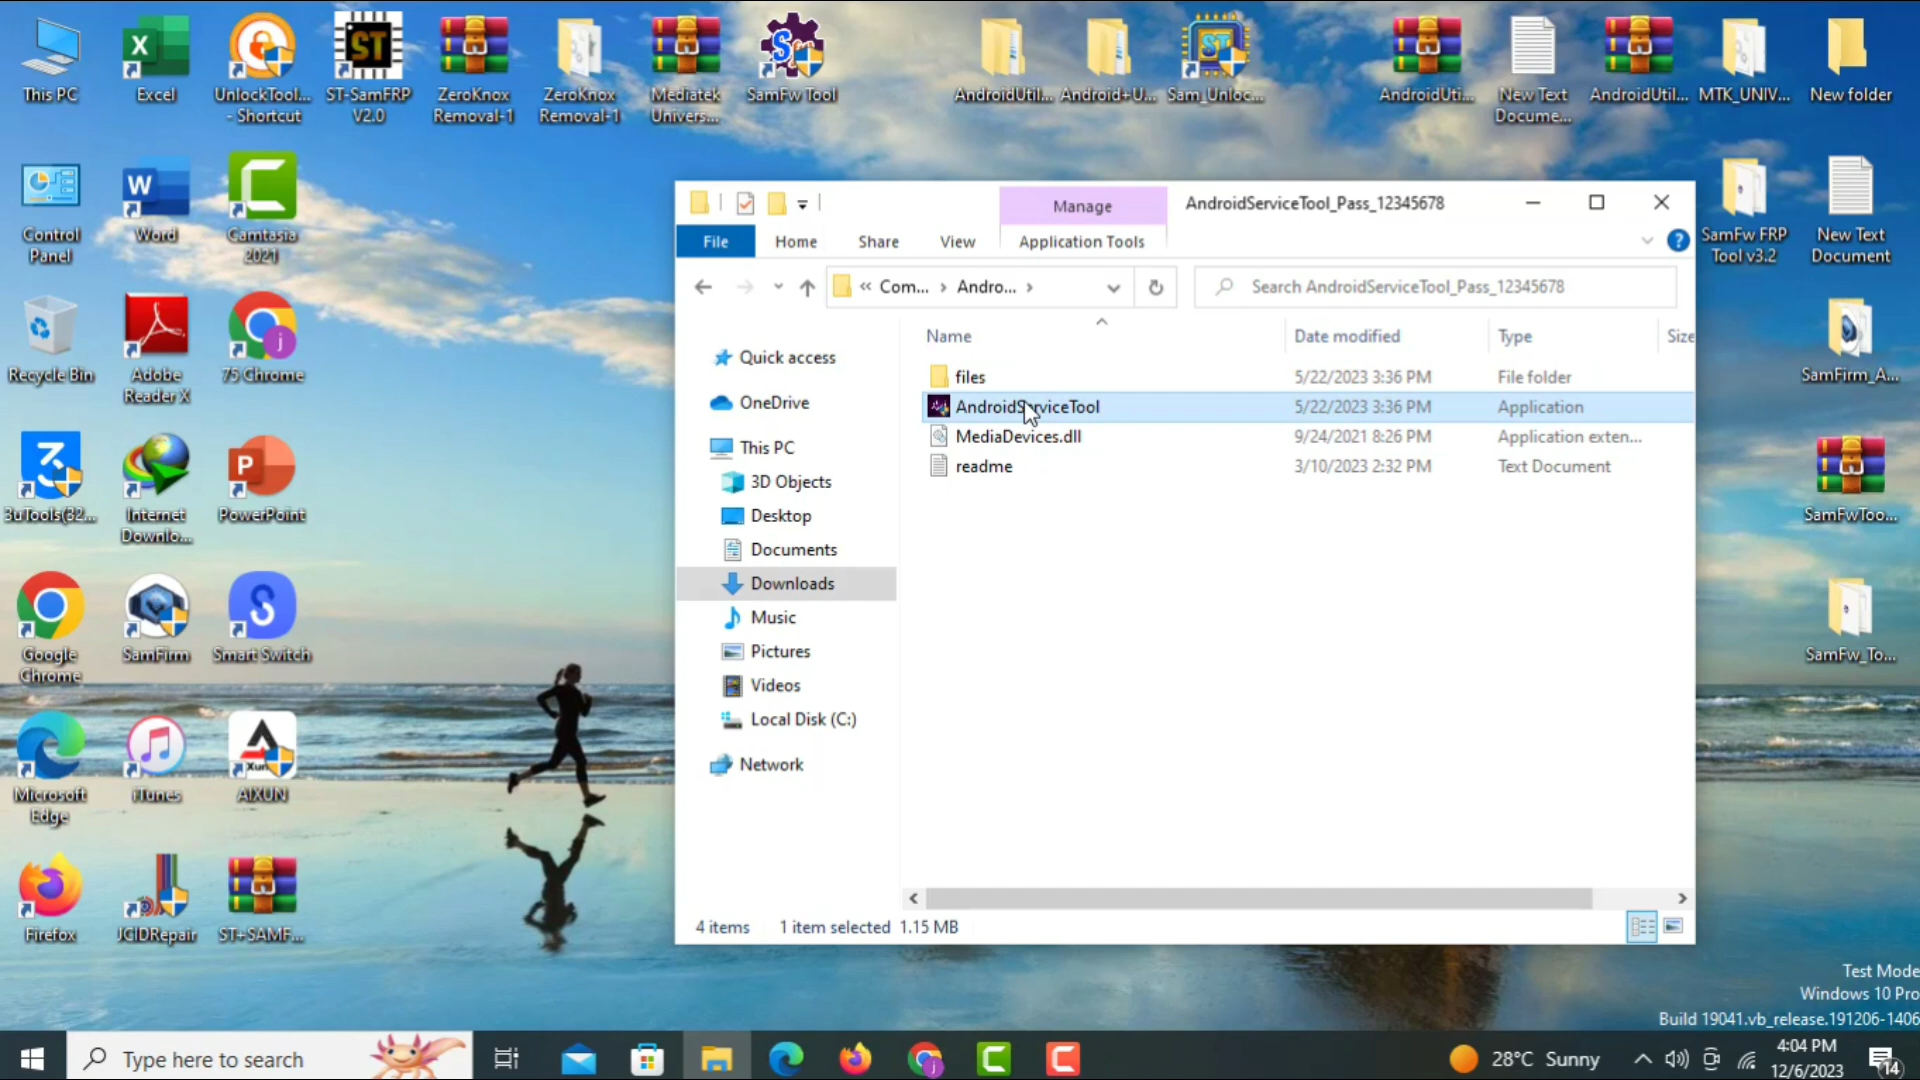 This PC
Excel
UnlockTool...
- Shortcut
ST-SamFRP
V2.0
ZeroKnox
Removal-1
ZeroKnox
Removal-1
Mediatek
Univers...
SamFw Tool
AndroidUtil...
Android+U...
Sam_Unloc...
AndroidUti...
New Text
Docume...
AndroidUtil...
MTK_UNIV...
New folder
Control
Panel
Word
Camtasia
2021
SamFw FRP
Tool v3.2
New Text
Document
Recycle Bin
Adobe
Reader X
75 Chrome
SamFirm_A...
3uTools(32...
Internet
Downlo...
PowerPoint
SamFwToo...
Google
Chrome
SamFirm
Smart Switch
SamFw_To...
Microsoft
Edge
iTunes
AIXUN
Firefox
JCIDRepair
ST+SAMF...
Manage
AndroidServiceTool_Pass_12345678
File
Home
Share
View
Application Tools
« Com... › Andro... ›
Search AndroidServiceTool_Pass_12345678
Name
Date modified
Type
Size
Quick access
OneDrive
This PC
3D Objects
Desktop
Documents
Downloads
Music
Pictures
Videos
Local Disk (C:)
Network
files 5/22/2023 3:36 PM File folder
AndroidServiceTool 5/22/2023 3:36 PM Application
MediaDevices.dll 9/24/2021 8:26 PM Application exten...
readme 3/10/2023 2:32 PM Text Document
4 items 1 item selected 1.15 MB
Test Mode
Windows 10 Pro
Build 19041.vb_release.191206-1406
Type here to search
28°C Sunny
4:04 PM
12/6/2023
14